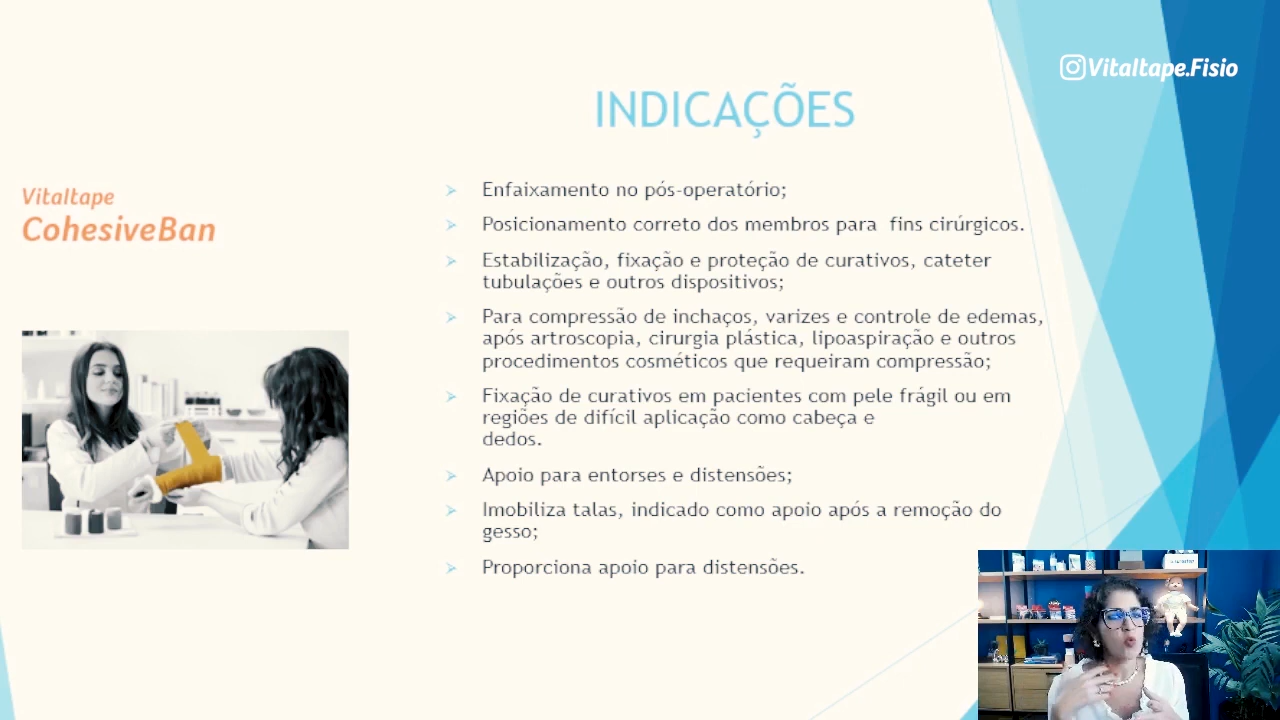 Vitaltape.Fisio
INDICAÇÕES
Vitaltape
CohesiveBan
Enfaixamento no pós-operatório;
Posicionamento correto dos membros para  fins cirúrgicos.
Estabilização, fixação e proteção de curativos, cateter
tubulações e outros dispositivos;
Para compressão de inchaços, varizes e controle de edemas,
após artroscopia, cirurgia plástica, lipoaspiração e outros
procedimentos cosméticos que requeiram compressão;
Fixação de curativos em pacientes com pele frágil ou em
regiões de difícil aplicação como cabeça e
dedos.
Apoio para entorses e distensões;
Imobiliza talas, indicado como apoio após a remoção do
gesso;
Proporciona apoio para distensões.